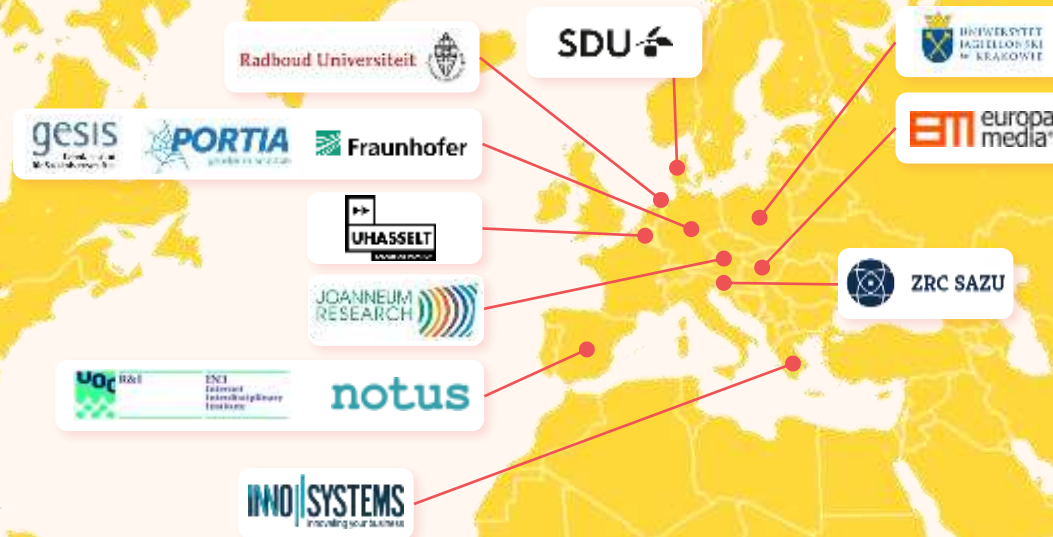 Radboud Universiteit
SDU
UNIWERSYTET
JAGIELLOŃSKI
W KRAKOWIE
gesis
PORTIA
Fraunhofer
europa
media
UHASSELT
JOANNEUM
RESEARCH
ZRC SAZU
UOC R&I
IN3
Internet
Interdisciplinary
Institute
notus
INNO SYSTEMS
innovating your business